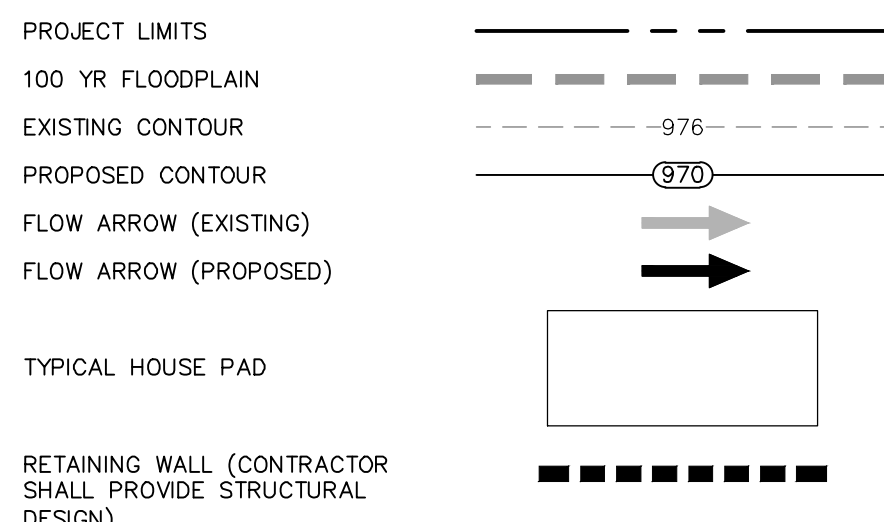 PROJECT LIMITS
100 YR FLOODPLAIN
EXISTING CONTOUR
976
PROPOSED CONTOUR
970
FLOW ARROW (EXISTING)
FLOW ARROW (PROPOSED)
TYPICAL HOUSE PAD
RETAINING WALL (CONTRACTOR
SHALL PROVIDE STRUCTURAL
DESIGN)